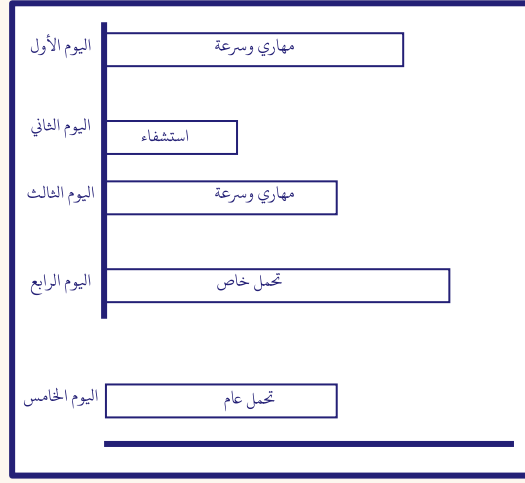 اليوم الأول
مهاري وسرعة
اليوم الثاني
استشفاء
اليوم الثالث
مهاري وسرعة
اليوم الرابع
تحمل خاص
اليوم الخامس
تحمل عام